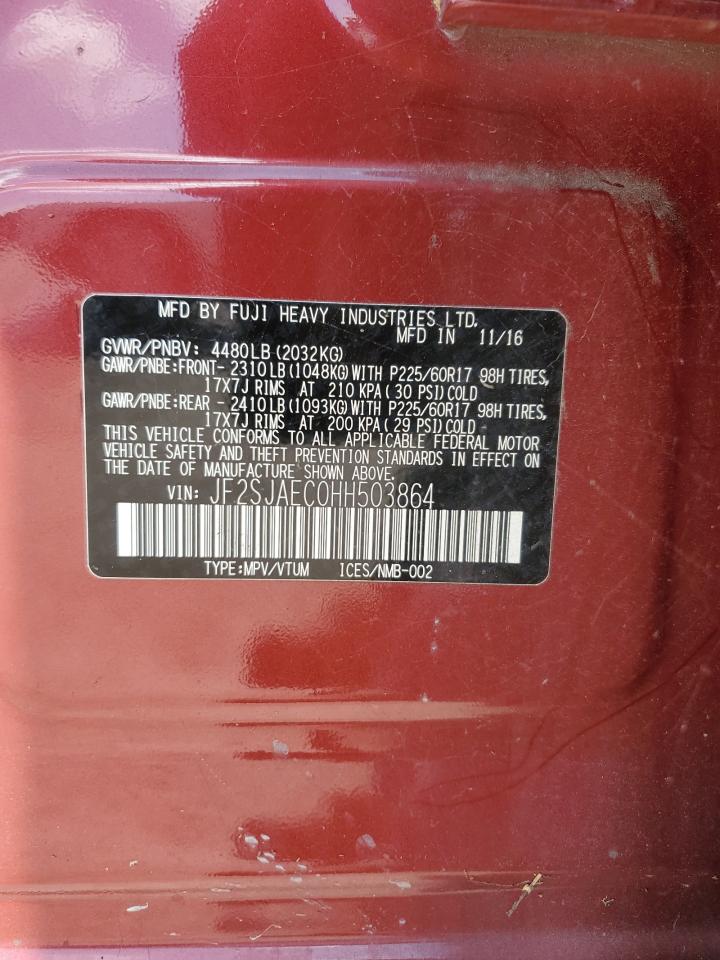 MFD BY FUJI HEAVY INDUSTRIES LTD.
MFD IN 11/16
GVWR/PNBV: 4480LB (2032KG)
GAWR/PNBE:FRONT- 2310LB (1048KG) WITH P225/60R17 98H TIRES,
17X7J RIMS AT 210 KPA ( 30 PSI) COLD
GAWR/PNBE:REAR - 2410LB (1093KG) WITH P225/60R17 98H TIRES,
17X7J RIMS AT 200 KPA ( 29 PSI) COLD
THIS VEHICLE CONFORMS TO ALL APPLICABLE FEDERAL MOTOR
VEHICLE SAFETY AND THEFT PREVENTION STANDARDS IN EFFECT ON
THE DATE OF MANUFACTURE SHOWN ABOVE.
VIN: JF2SJAEC0HH503864
TYPE:MPV/VTUM ICES/NMB-002